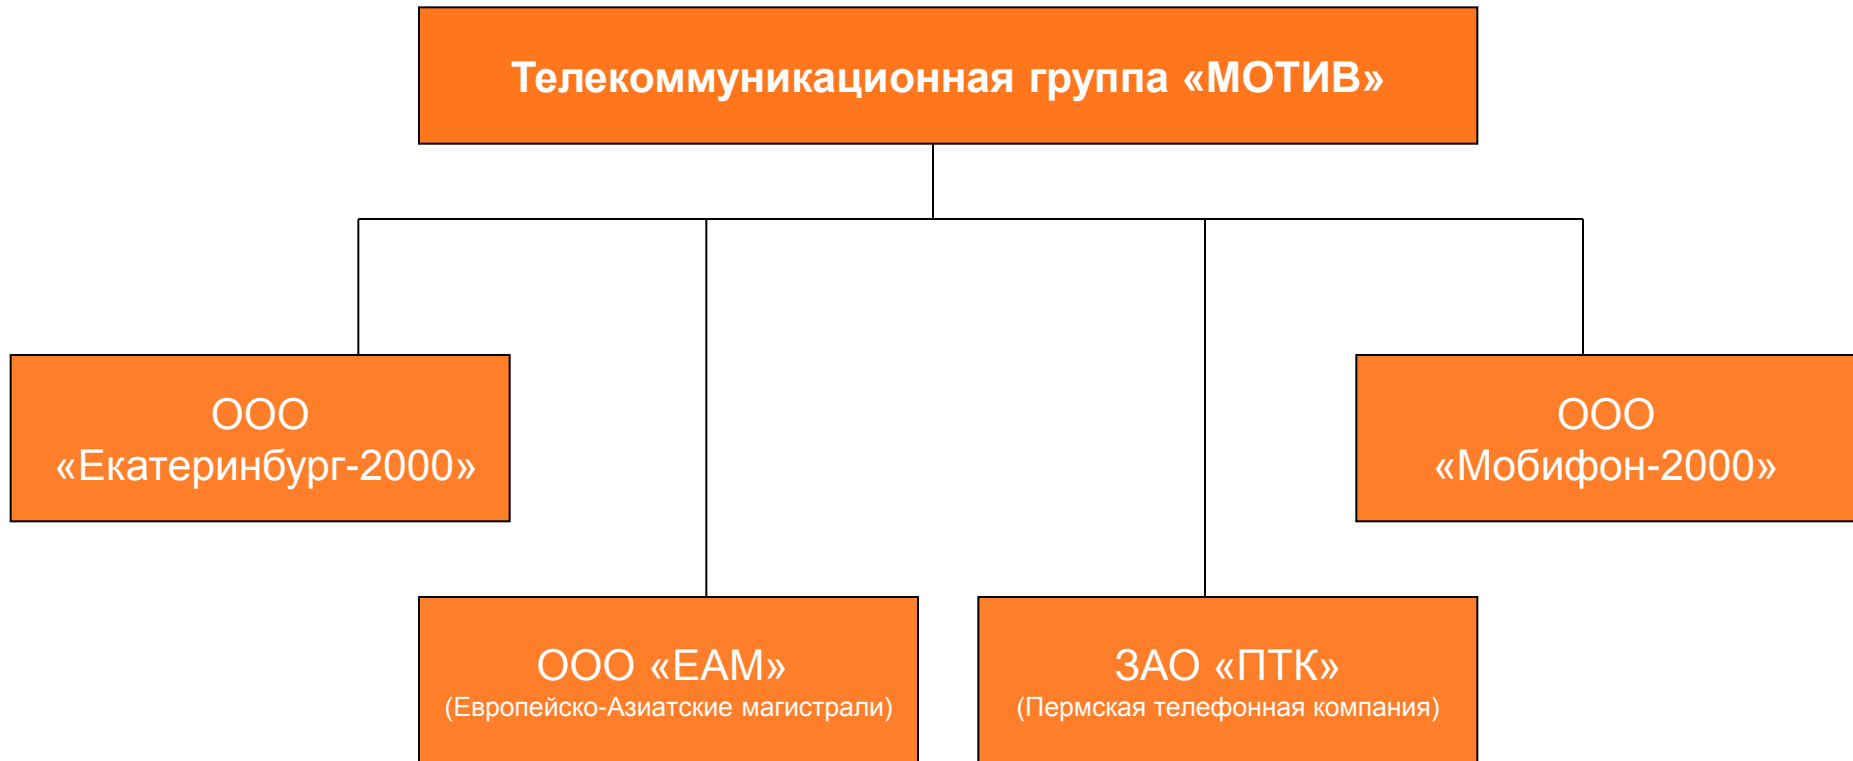 Телекоммуникационная группа «МОТИВ»
ООО
«Екатеринбург-2000»
ООО
«Мобифон-2000»
ООО «ЕАМ»
(Европейско-Азиатские магистрали)
ЗАО «ПТК»
(Пермская телефонная компания)